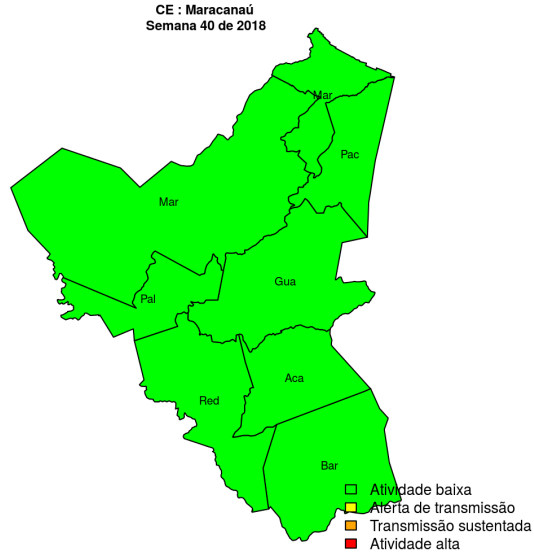 CE : Maracanaú
Semana 40 de 2018
Mar
Pac
Mar
Gua
Pal
Aca
Red
Bar
Atividade baixa
Alerta de transmissão
Transmissão sustentada
Atividade alta